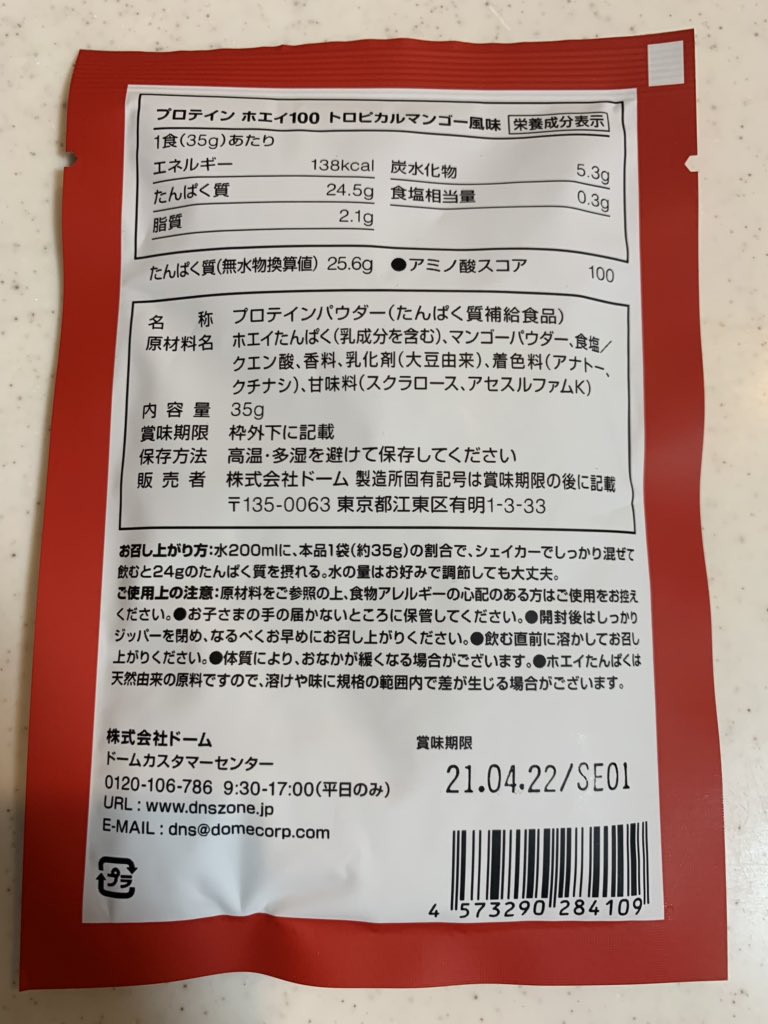 プロテイン ホエイ100 トロピカルマンゴー風味 栄養成分表示
1食(35g)あたり
エネルギー 138kcal 炭水化物 5.3g
たんぱく質 24.5g 食塩相当量 0.3g
脂質 2.1g
たんぱく質(無水物換算値) 25.6g ●アミノ酸スコア 100
名称 プロテインパウダー(たんぱく質補給食品)
原材料名 ホエイたんぱく(乳成分を含む)、マンゴーパウダー、食塩/
クエン酸、香料、乳化剤(大豆由来)、着色料(アナトー、
クチナシ)、甘味料(スクラロース、アセスルファムK)
内容量 35g
賞味期限 枠外下に記載
保存方法 高温・多湿を避けて保存してください
販売者 株式会社ドーム 製造所固有記号は賞味期限の後に記載
〒135-0063 東京都江東区有明1-3-33
お召し上がり方:水200mlに、本品1袋(約35g)の割合で、シェイカーでしっかり混ぜて
飲むと24gのたんぱく質を摂れる。水の量はお好みで調節しても大丈夫。
ご使用上の注意:原材料をご参照の上、食物アレルギーの心配のある方はご使用をお控え
ください。●お子さまの手の届かないところに保管してください。●開封後はしっかり
ジッパーを閉め、なるべくお早めにお召し上がりください。●飲む直前に溶かしてお召し
上がりください。●体質により、おなかが緩くなる場合がございます。●ホエイたんぱくは
天然由来の原料ですので、溶けや味に規格の範囲内で差が生じる場合がございます。
株式会社ドーム
ドームカスタマーセンター
0120-106-786 9:30-17:00(平日のみ)
URL : www.dnszone.jp
E-MAIL : dns@domecorp.com
プラ
賞味期限
21.04.22/SE01
4 573290 284109